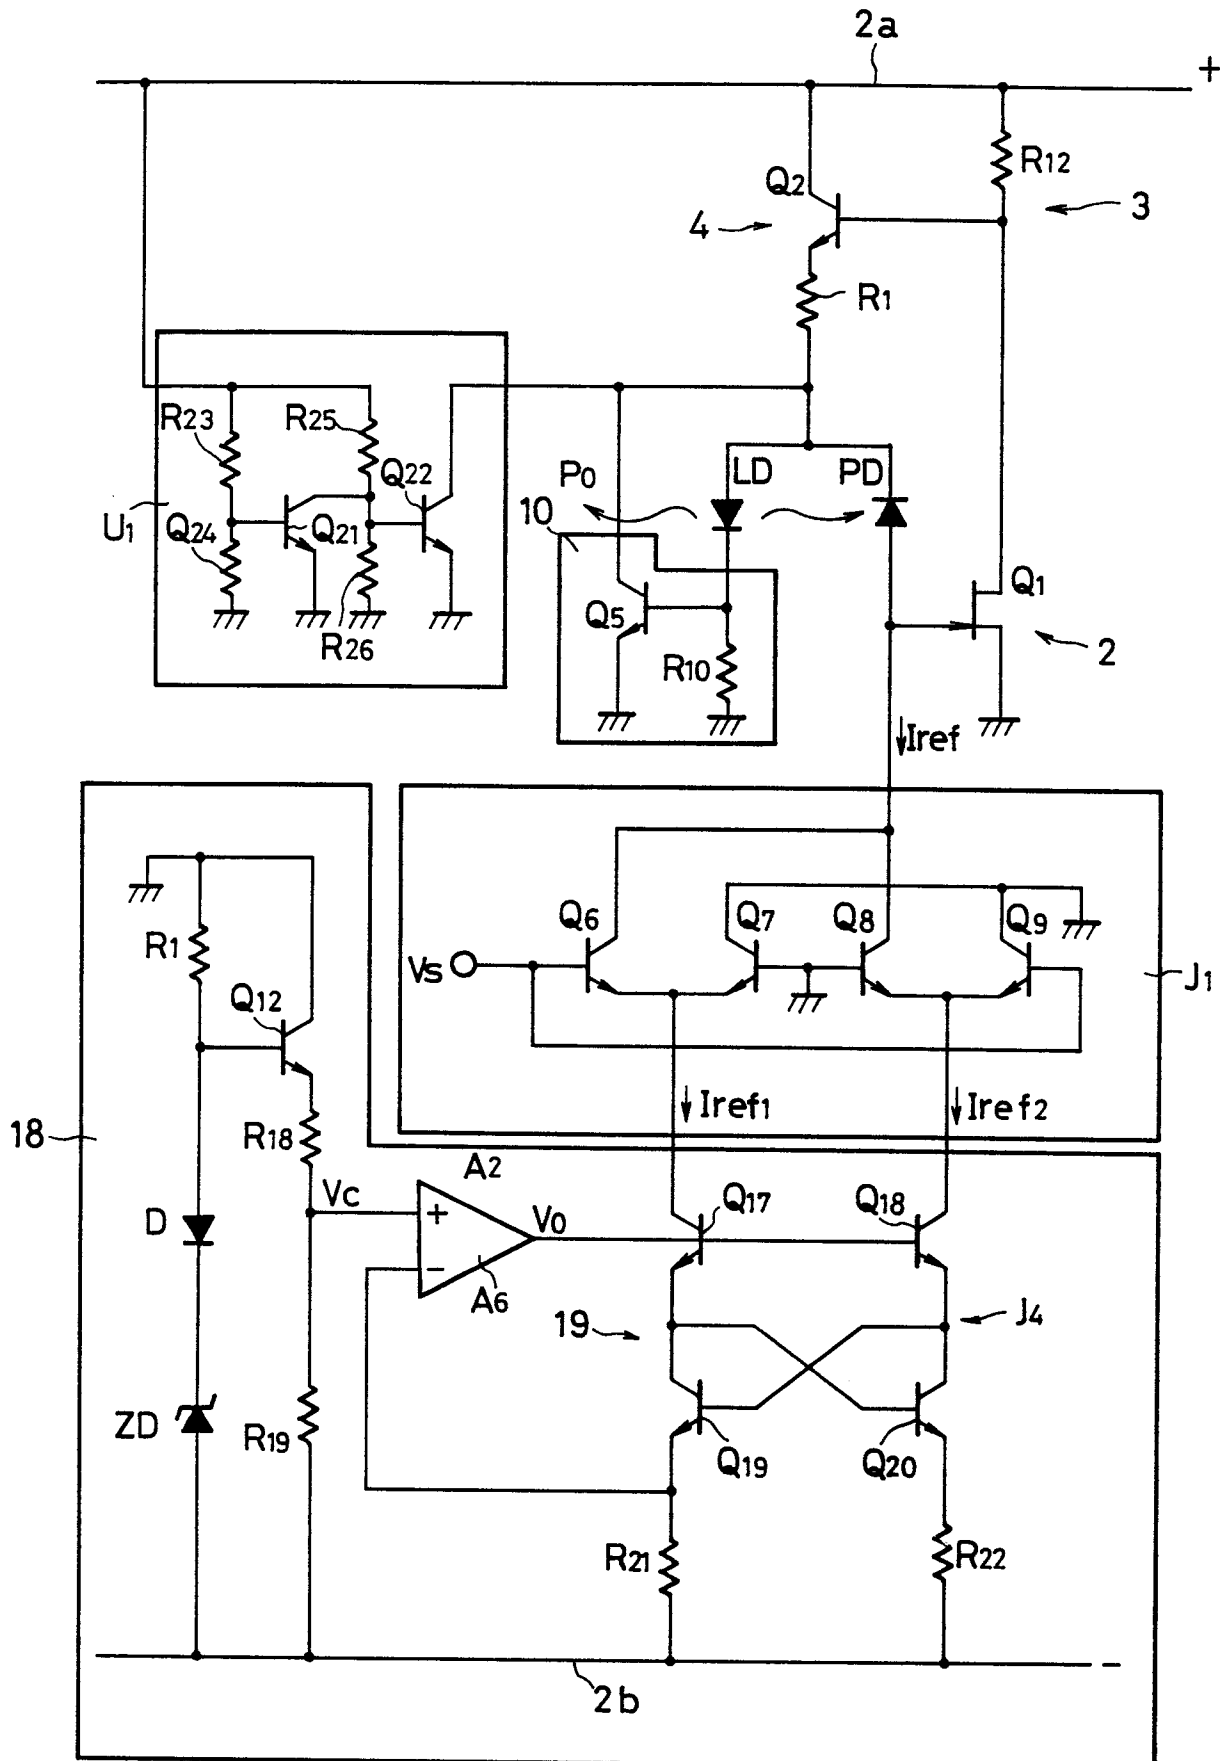 2a
+
R12
Q2
3
4
R1
R23
R25
Q22
P0
LD
PD
10
U1
Q24
Q21
Q1
Q5
R26
R10
2
Iref
Q6
Q7
Q8
Q9
R1
Vs
J1
Q12
Iref1
Iref2
18
R18
A2
Q17
Q18
Vc
+
V0
D
−
A6
19
J4
ZD
R19
Q19
Q20
R21
R22
−
2b